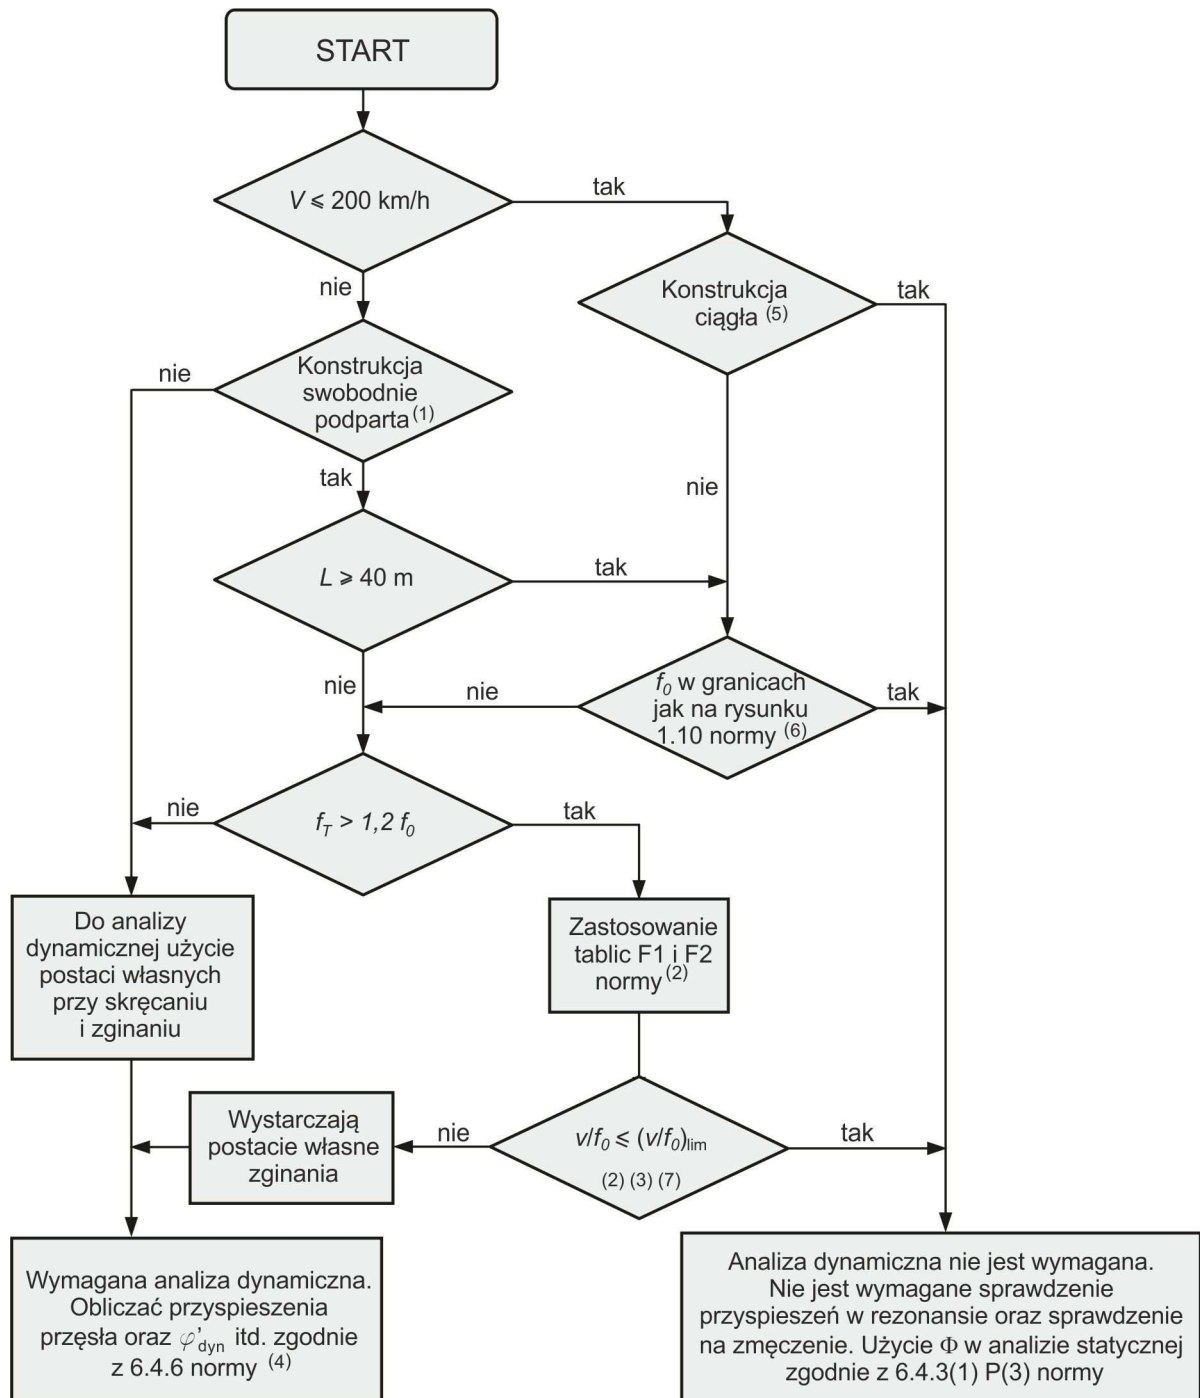 START
V ⩽ 200 km/h
tak
nie
Konstrukcja
ciągła (5)
tak
Konstrukcja
swobodnie
podparta (1)
nie
tak
nie
L ⩾ 40 m
tak
nie
nie
f0 w granicach
jak na rysunku
1.10 normy (6)
tak
fT > 1,2 f0
nie
tak
Do analizy
dynamicznej użycie
postaci własnych
przy skręcaniu
i zginaniu
Zastosowanie
tablic F1 i F2
normy (2)
Wystarczają
postacie własne
zginania
nie
v/f0 ⩽ (v/f0)lim
(2) (3) (7)
tak
Wymagana analiza dynamiczna.
Obliczać przyspieszenia
przęsła oraz φ'dyn itd. zgodnie
z 6.4.6 normy (4)
Analiza dynamiczna nie jest wymagana.
Nie jest wymagane sprawdzenie
przyspieszeń w rezonansie oraz sprawdzenie
na zmęczenie. Użycie Φ w analizie statycznej
zgodnie z 6.4.3(1) P(3) normy